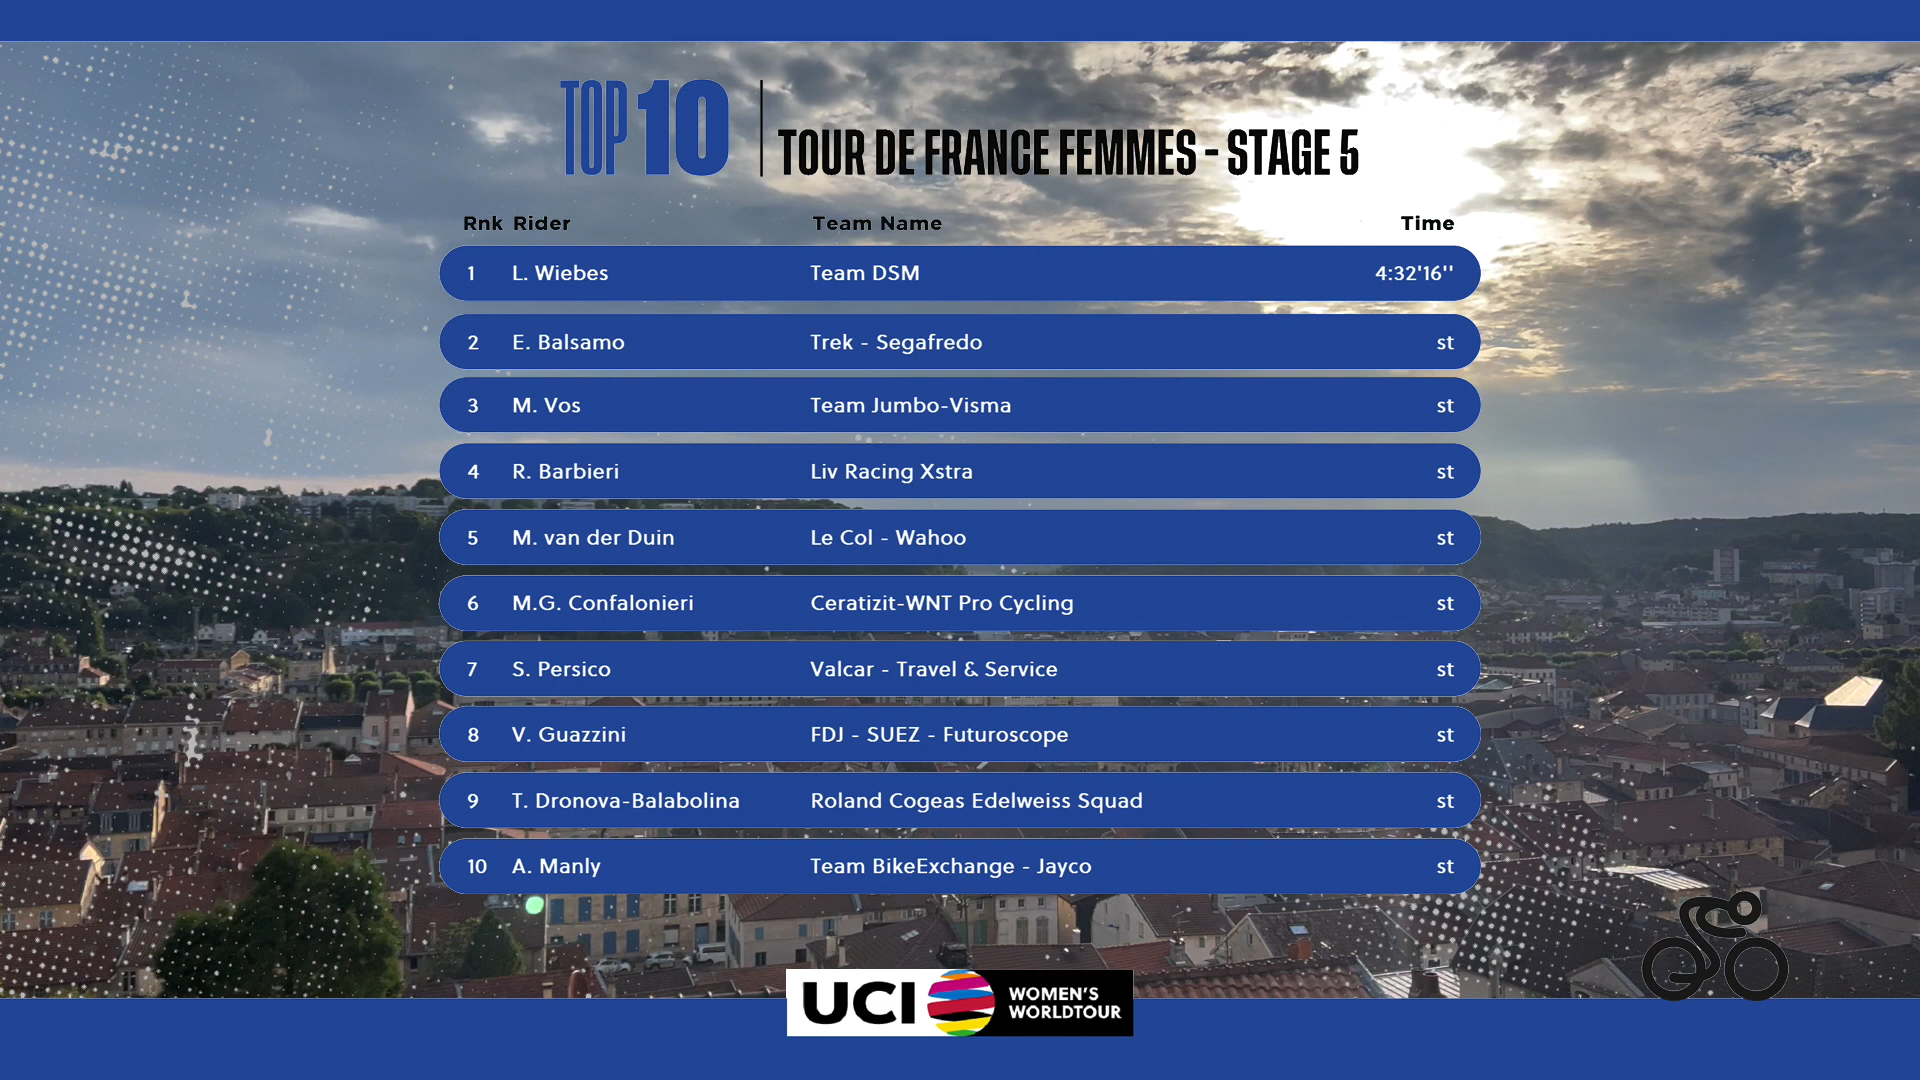 TOP 10 TOUR DE FRANCE FEMMES - STAGE 5
Rnk Rider Team Name Time
1 L. Wiebes Team DSM 4:32'16''
2 E. Balsamo Trek - Segafredo st
3 M. Vos Team Jumbo-Visma st
4 R. Barbieri Liv Racing Xstra st
5 M. van der Duin Le Col - Wahoo st
6 M.G. Confalonieri Ceratizit-WNT Pro Cycling st
7 S. Persico Valcar - Travel & Service st
8 V. Guazzini FDJ - SUEZ - Futuroscope st
9 T. Dronova-Balabolina Roland Cogeas Edelweiss Squad st
10 A. Manly Team BikeExchange - Jayco st
UCI WOMEN'S
WORLDTOUR